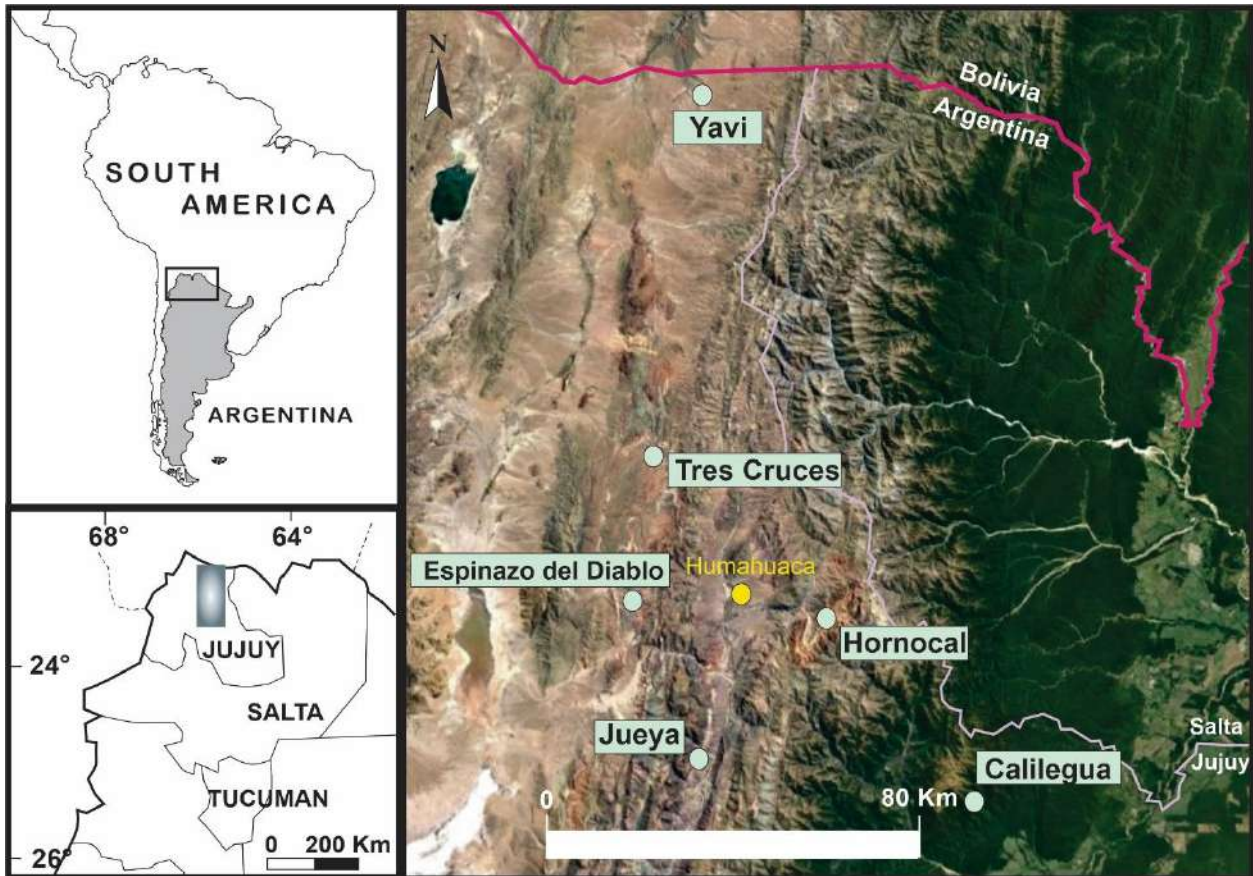 SOUTH
AMERICA
ARGENTINA
68° 64°
24°
JUJUY
SALTA
TUCUMAN
26°
0 200 Km
N
Bolivia
Argentina
Yavi
Tres Cruces
Espinazo del Diablo
Humahuaca
Hornocal
Jueya
Salta
Jujuy
Calilegua
0 80 Km